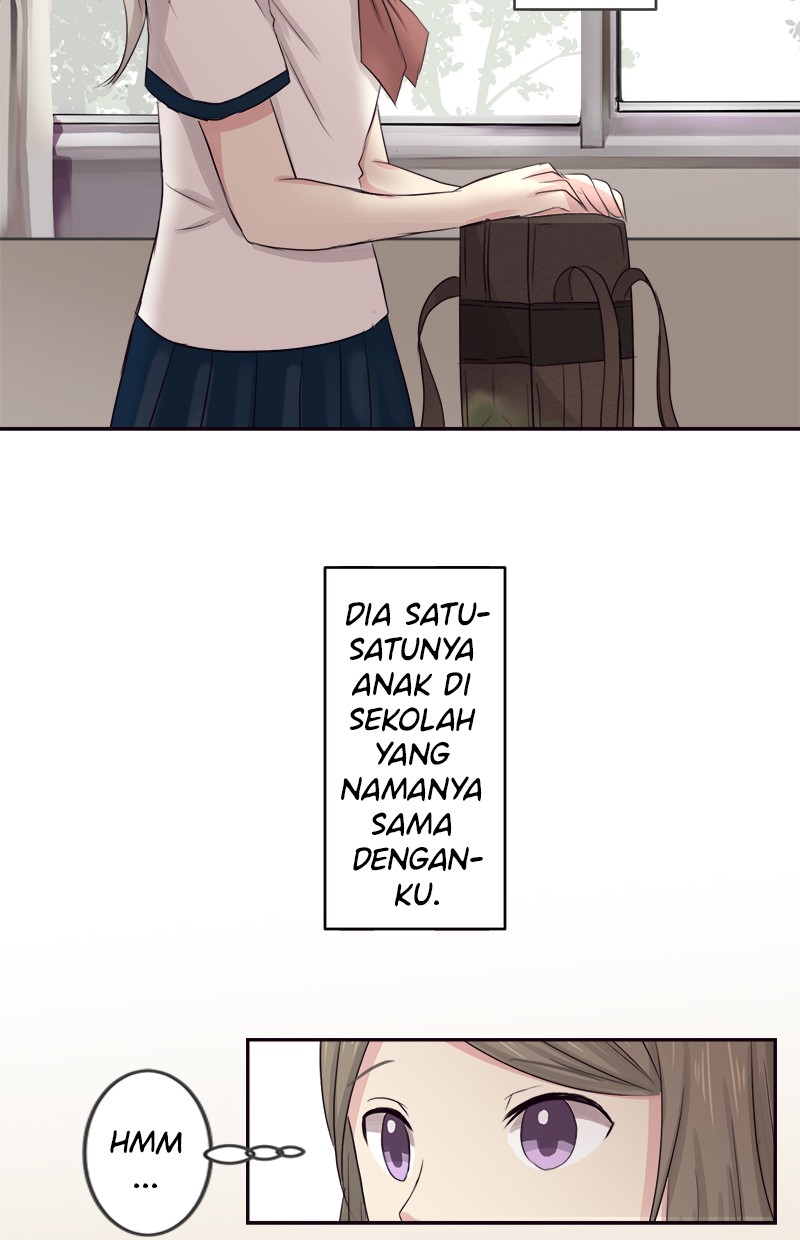 DIA SATU-
SATUNYA
ANAK DI
SEKOLAH
YANG
NAMANYA
SAMA
DENGAN-
KU.
HMM
...